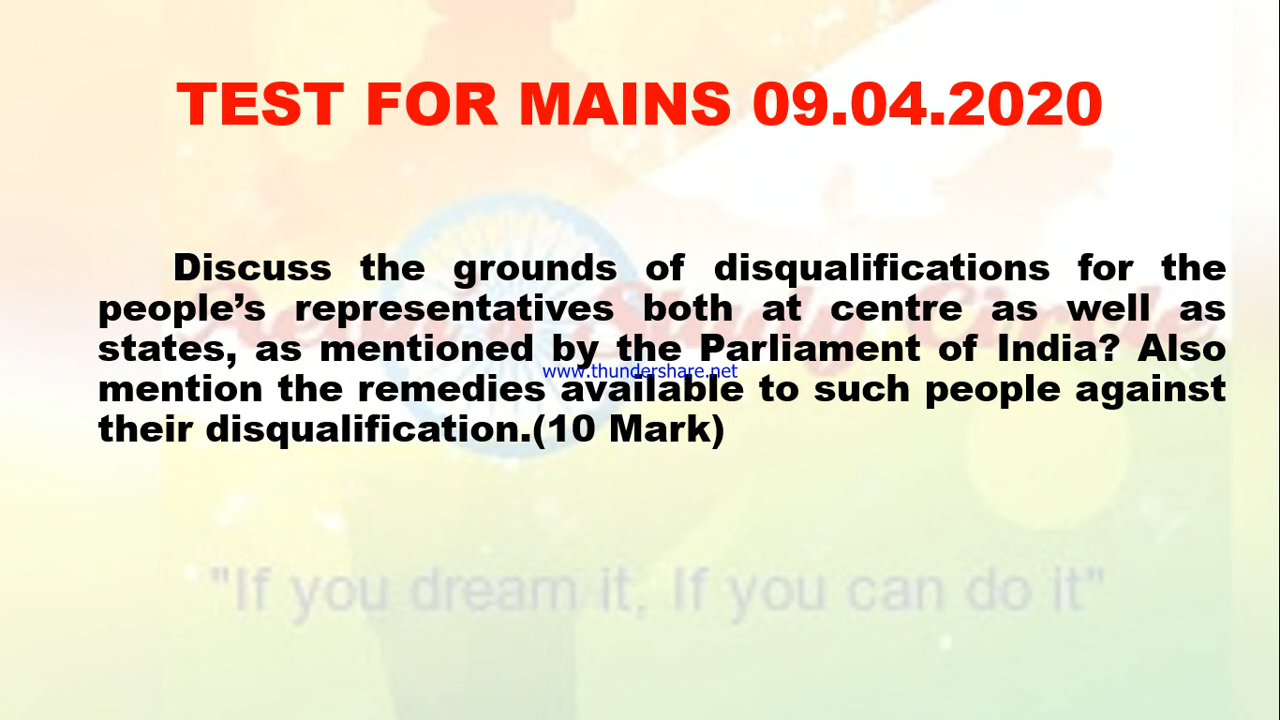 TEST FOR MAINS 09.04.2020
Discuss the grounds of disqualifications for the
people’s representatives both at centre as well as
states, as mentioned by the Parliament of India? Also
www.thundershare.net
mention the remedies available to such people against
their disqualification.(10 Mark)
"If you dream it, If you can do it"